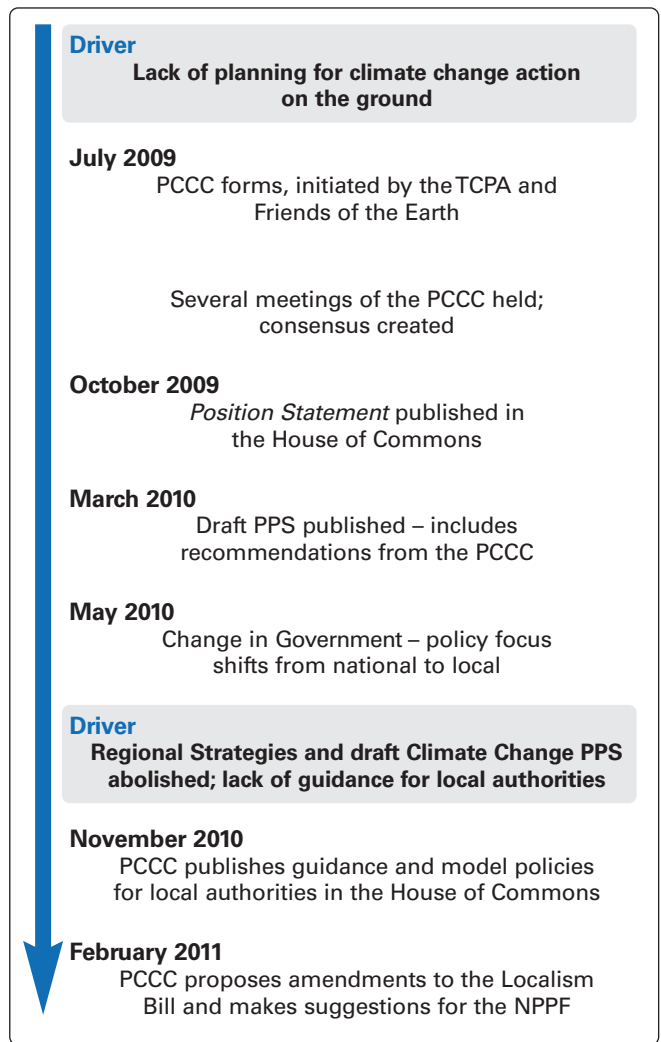 Driver
Lack of planning for climate change action
on the ground
July 2009
PCCC forms, initiated by the TCPA and
Friends of the Earth
Several meetings of the PCCC held;
consensus created
October 2009
Position Statement published in
the House of Commons
March 2010
Draft PPS published – includes
recommendations from the PCCC
May 2010
Change in Government – policy focus
shifts from national to local
Driver
Regional Strategies and draft Climate Change PPS
abolished; lack of guidance for local authorities
November 2010
PCCC publishes guidance and model policies
for local authorities in the House of Commons
February 2011
PCCC proposes amendments to the Localism
Bill and makes suggestions for the NPPF